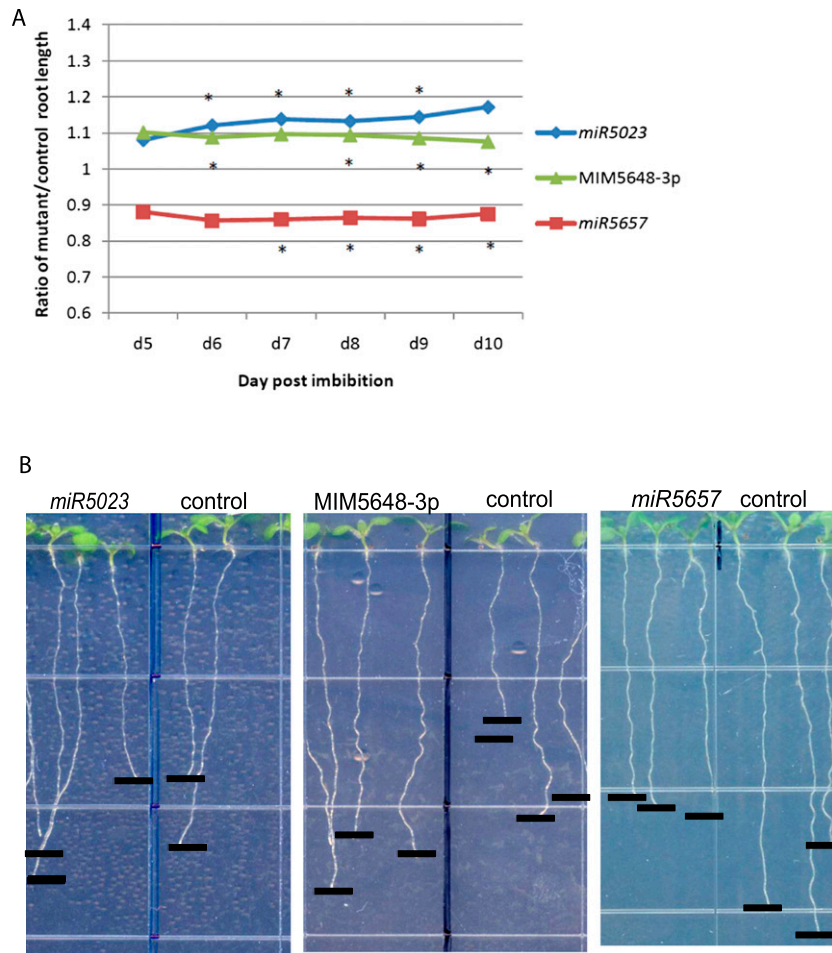 A
Ratio of mutant/control root length
1.4
1.3
1.2
1.1
1
0.9
0.8
0.7
0.6
* * * *
* * * *
* * * *
d5 d6 d7 d8 d9 d10
Day post imbibition
miR5023
MIM5648-3p
miR5657
B
miR5023 control MIM5648-3p control miR5657 control